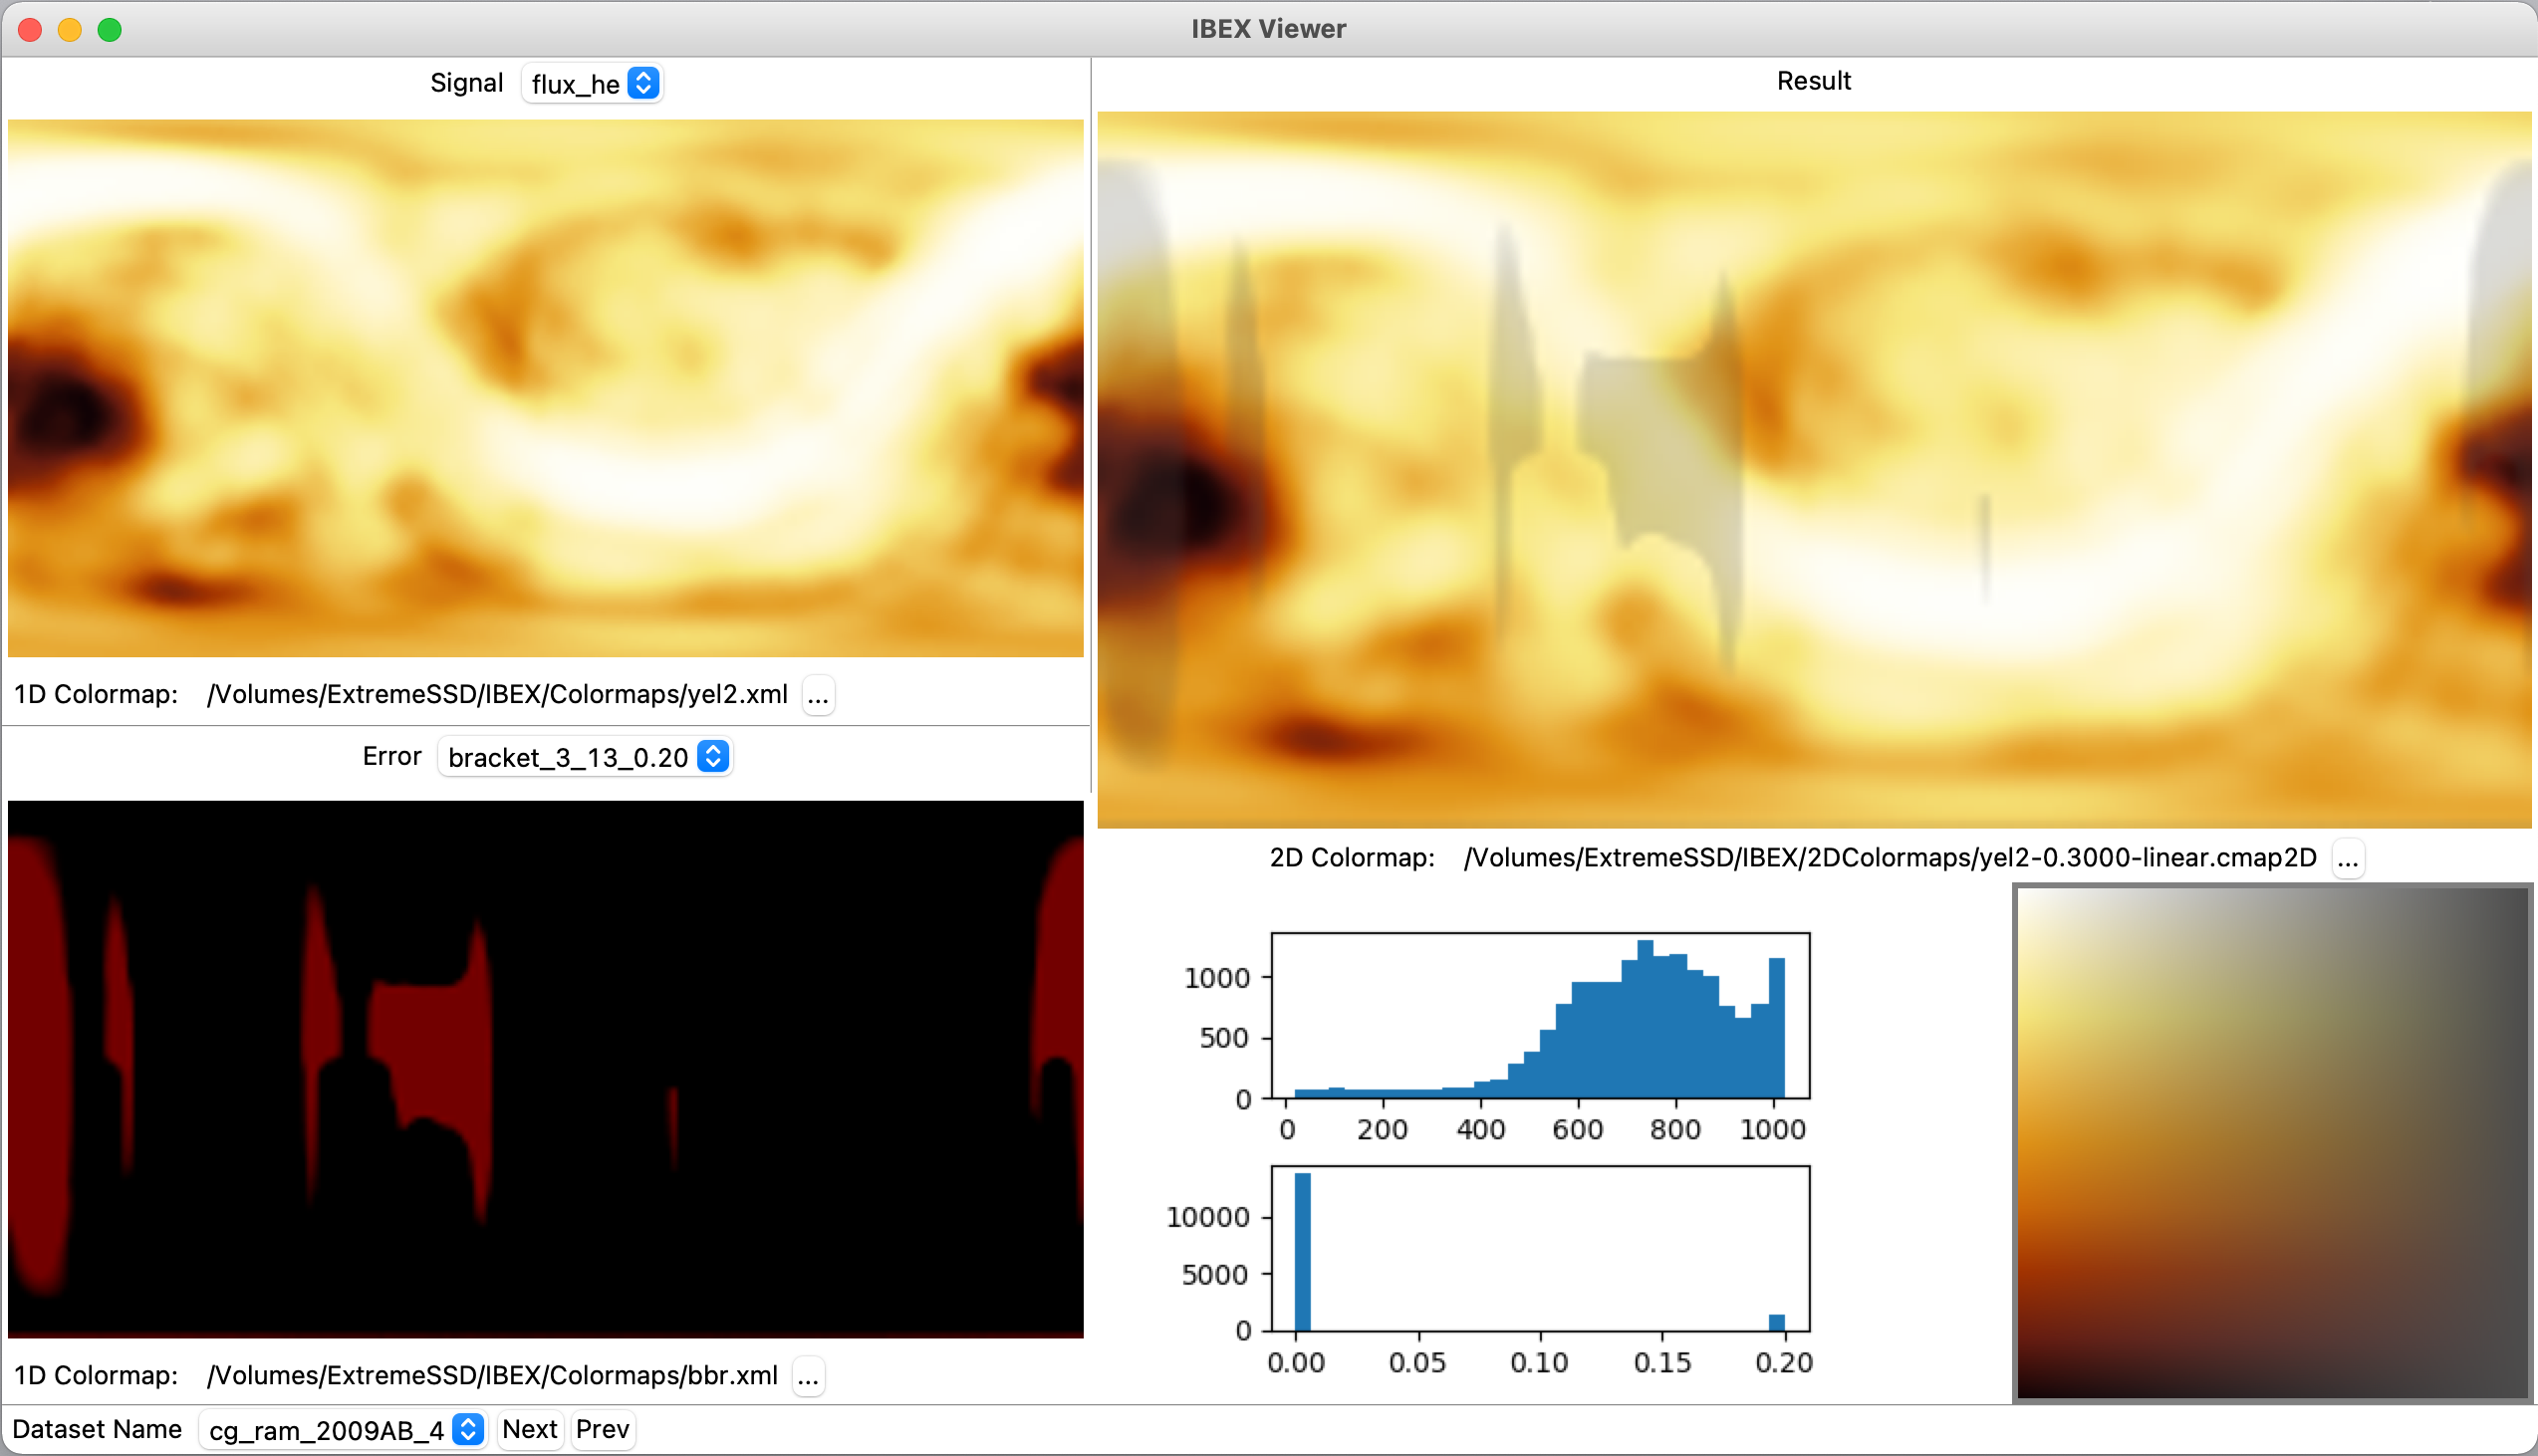 IBEX Viewer
Signal flux_he
1D Colormap: /Volumes/ExtremeSSD/IBEX/Colormaps/yel2.xml ...
Error bracket_3_13_0.20
1D Colormap: /Volumes/ExtremeSSD/IBEX/Colormaps/bbr.xml ...
Result
2D Colormap: /Volumes/ExtremeSSD/IBEX/2DColormaps/yel2-0.3000-linear.cmap2D ...
1000
500
0
0 200 400 600 800 1000
10000
5000
0
0.00 0.05 0.10 0.15 0.20
Dataset Name cg_ram_2009AB_4 Next Prev